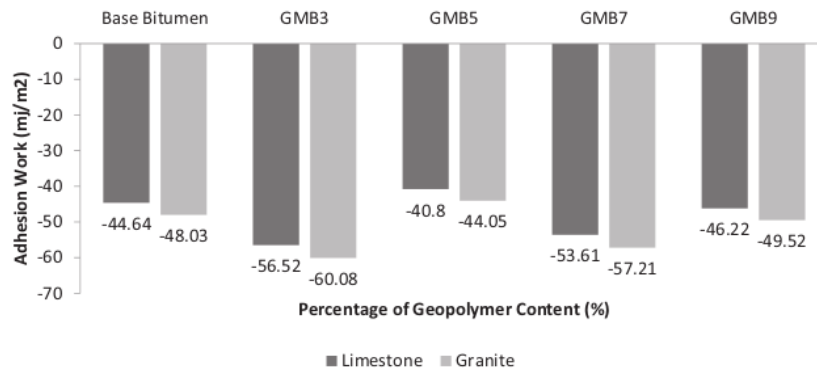 Base Bitumen GMB3 GMB5 GMB7 GMB9
0
-10
-20
-30
-40
-50
-60
-70
Adhesion Work (mj/m2)
-44.64 -48.03 -56.52 -60.08 -40.8 -44.05 -53.61 -57.21 -46.22 -49.52
Percentage of Geopolymer Content (%)
Limestone Granite